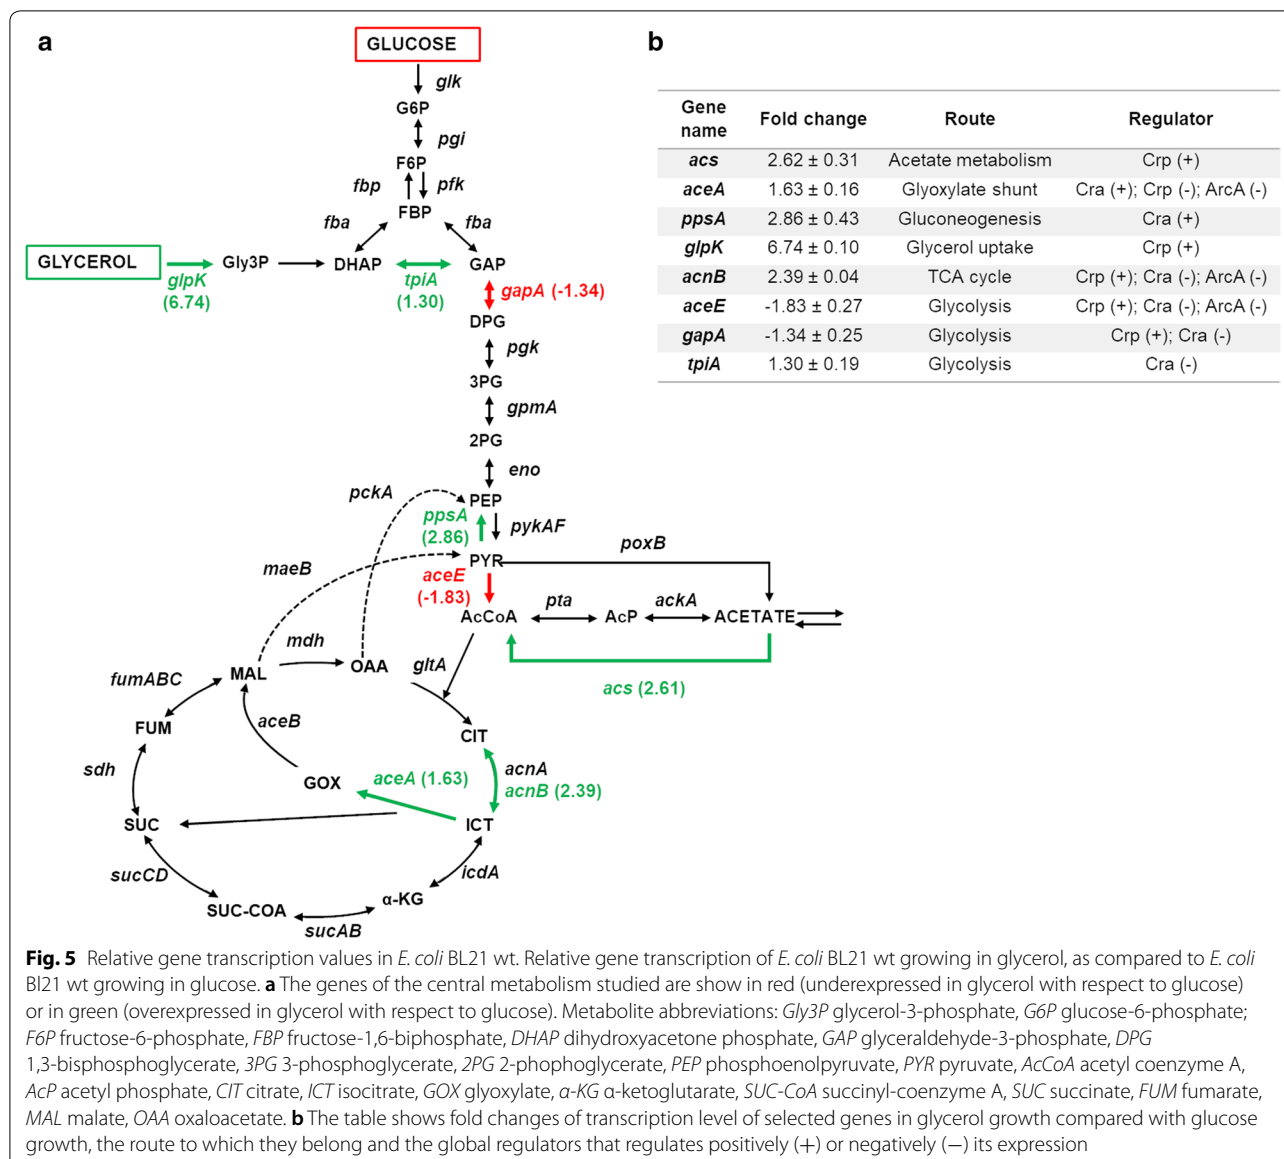 a
GLUCOSE
glk
G6P
pgi
F6P
fbp
pfk
FBP
fba
fba
GLYCEROL
glpK
(6.74)
Gly3P
DHAP
tpiA
(1.30)
GAP
gapA (-1.34)
DPG
pgk
3PG
gpmA
2PG
eno
pckA
PEP
ppsA
(2.86)
pykAF
PYR
poxB
maeB
aceE
(-1.83)
AcCoA
pta
AcP
ackA
ACETATE
acs (2.61)
mdh
MAL
OAA
gltA
fumABC
FUM
aceB
CIT
sdh
GOX
aceA (1.63)
acnA
acnB (2.39)
SUC
ICT
sucCD
icdA
α-KG
SUC-COA
sucAB
b
Gene name Fold change Route Regulator
acs 2.62 ± 0.31 Acetate metabolism Crp (+)
aceA 1.63 ± 0.16 Glyoxylate shunt Cra (+); Crp (-); ArcA (-)
ppsA 2.86 ± 0.43 Gluconeogenesis Cra (+)
glpK 6.74 ± 0.10 Glycerol uptake Crp (+)
acnB 2.39 ± 0.04 TCA cycle Crp (+); Cra (-); ArcA (-)
aceE -1.83 ± 0.27 Glycolysis Crp (+); Cra (-); ArcA (-)
gapA -1.34 ± 0.25 Glycolysis Crp (+); Cra (-)
tpiA 1.30 ± 0.19 Glycolysis Cra (-)
Fig. 5 Relative gene transcription values in E. coli BL21 wt. Relative gene transcription of E. coli BL21 wt growing in glycerol, as compared to E. coli
Bl21 wt growing in glucose. a The genes of the central metabolism studied are show in red (underexpressed in glycerol with respect to glucose)
or in green (overexpressed in glycerol with respect to glucose). Metabolite abbreviations: Gly3P glycerol-3-phosphate, G6P glucose-6-phosphate;
F6P fructose-6-phosphate, FBP fructose-1,6-biphosphate, DHAP dihydroxyacetone phosphate, GAP glyceraldehyde-3-phosphate, DPG
1,3-bisphosphoglycerate, 3PG 3-phosphoglycerate, 2PG 2-phophoglycerate, PEP phosphoenolpyruvate, PYR pyruvate, AcCoA acetyl coenzyme A,
AcP acetyl phosphate, CIT citrate, ICT isocitrate, GOX glyoxylate, α-KG α-ketoglutarate, SUC-CoA succinyl-coenzyme A, SUC succinate, FUM fumarate,
MAL malate, OAA oxaloacetate. b The table shows fold changes of transcription level of selected genes in glycerol growth compared with glucose
growth, the route to which they belong and the global regulators that regulates positively (+) or negatively (−) its expression